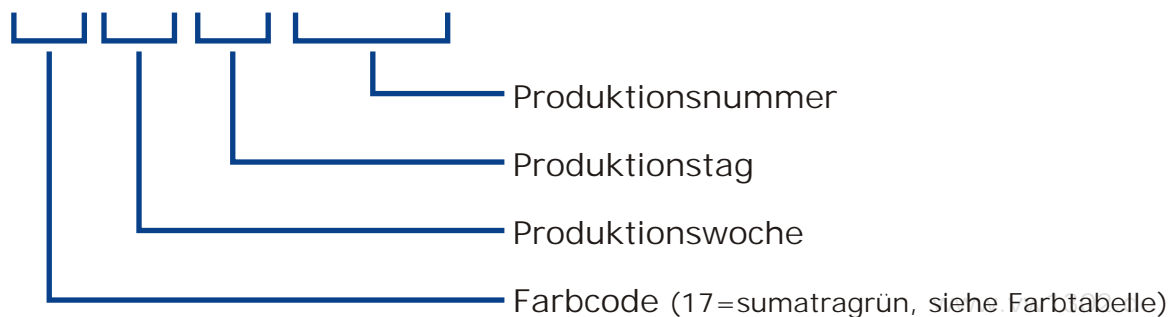 Produktionsnummer
Produktionstag
Produktionswoche
Farbcode (17=sumatragrün, siehe Farbtabelle)